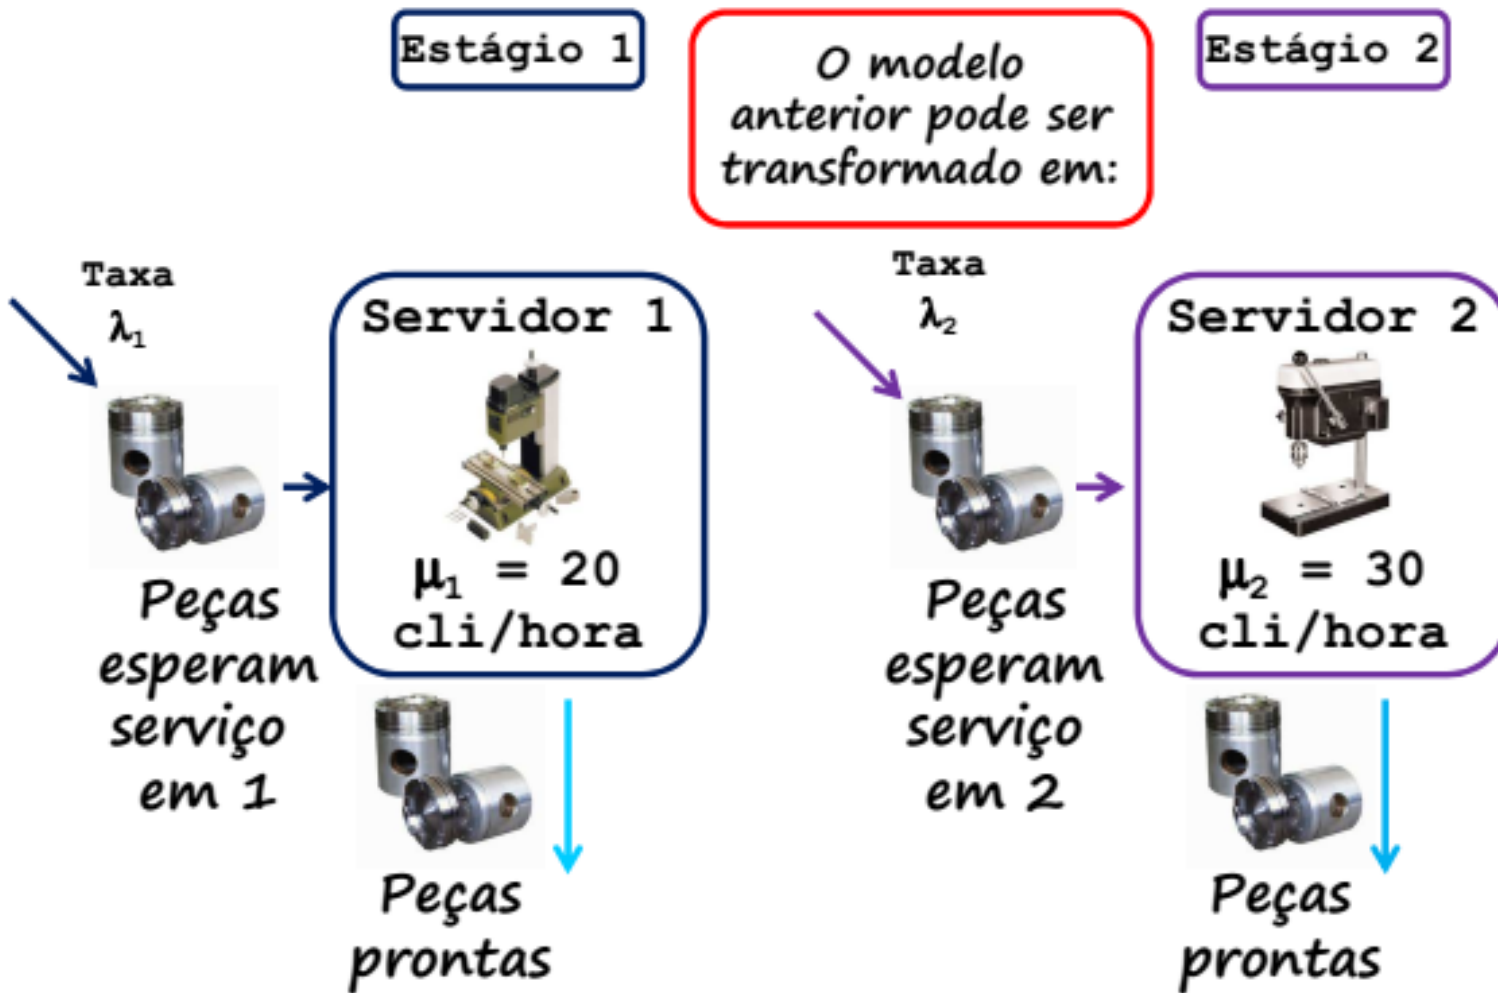 Estágio 1
O modelo
anterior pode ser
transformado em:
Estágio 2
Taxa
λ₁
Servidor 1
μ₁ = 20
cli/hora
Peças
esperam
serviço
em 1
Peças
prontas
Taxa
λ₂
Servidor 2
μ₂ = 30
cli/hora
Peças
esperam
serviço
em 2
Peças
prontas